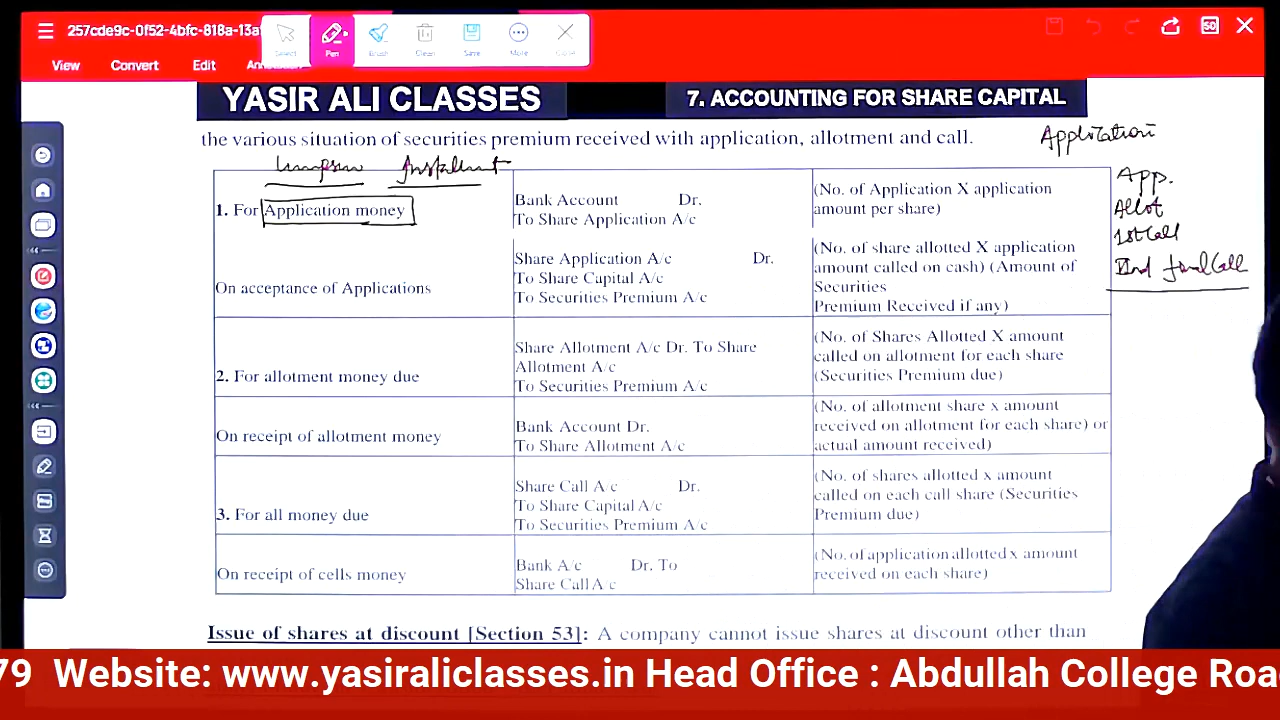 257cde9c-0f52-4bfc-818a-13a
Select
Pen
Brush
Clean
Save
More
Close
50
View
Convert
Edit
YASIR ALI CLASSES
7. ACCOUNTING FOR SHARE CAPITAL
the various situation of securities premium received with application, allotment and call.
Application
Lumpsum Installment
App.
Allot
1st Call
IInd final Call
1. For Application money
Bank Account Dr.
To Share Application A/c
(No. of Application X application
amount per share)
On acceptance of Applications
Share Application A/c Dr.
To Share Capital A/c
To Securities Premium A/c
(No. of share allotted X application
amount called on cash) (Amount of
Securities
Premium Received if any)
2. For allotment money due
Share Allotment A/c Dr. To Share
Allotment A/c
To Securities Premium A/c
(No. of Shares Allotted X amount
called on allotment for each share
(Securities Premium due)
On receipt of allotment money
Bank Account Dr.
To Share Allotment A/c
(No. of allotment share x amount
received on allotment for each share) or
actual amount received)
3. For all money due
Share Call A/c Dr.
To Share Capital A/c
To Securities Premium A/c
(No. of shares allotted x amount
called on each call share (Securities
Premium due)
On receipt of cells money
Bank A/c Dr. To
Share Call A/c
(No. of application allotted x amount
received on each share)
Issue of shares at discount [Section 53]: A company cannot issue shares at discount other than
79 Website: www.yasiraliclasses.in Head Office : Abdullah College Roa